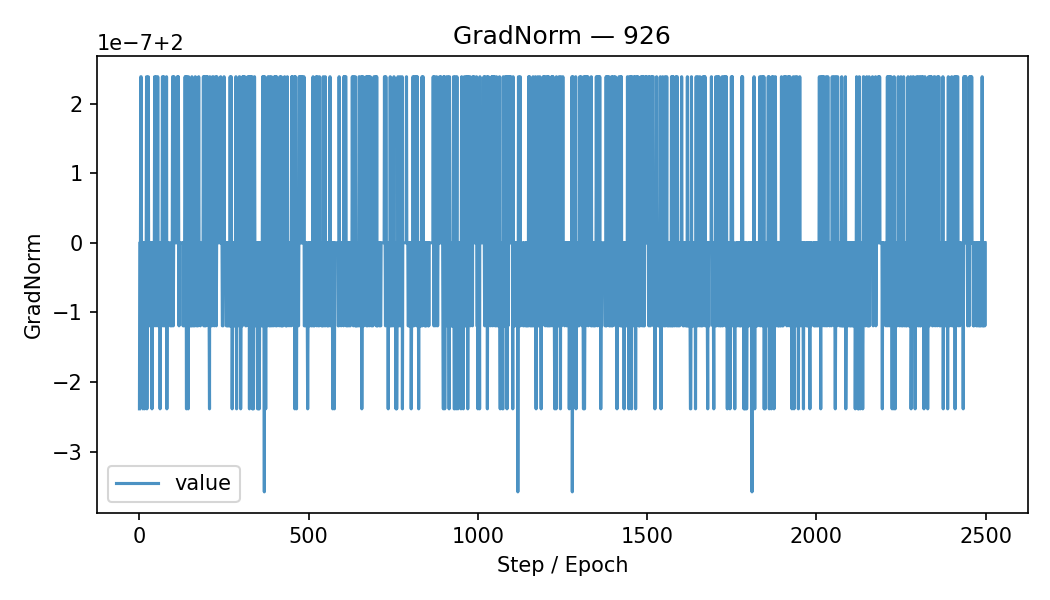 GradNorm — 926
1e−7+2
2
1
0
−1
−2
−3
GradNorm
value
0 500 1000 1500 2000 2500
Step / Epoch